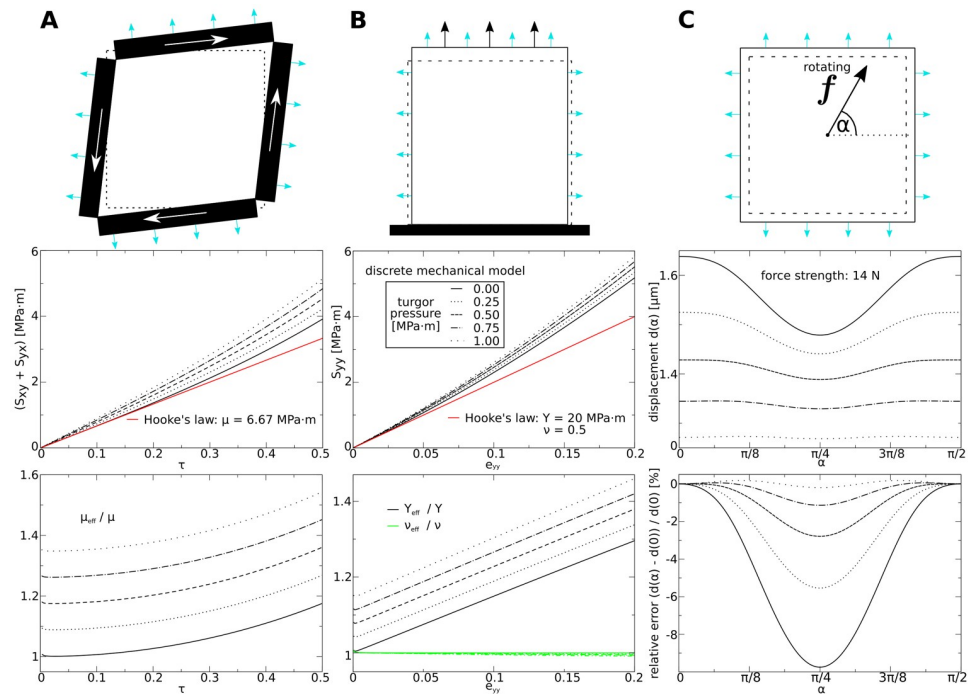 A
B
C
rotating
f
α
6
4
2
0
(Sxy + Syx) [MPa·m]
Hooke's law: μ = 6.67 MPa·m
0
0.1
0.2
0.3
0.4
0.5
τ
6
4
2
0
Syy [MPa·m]
discrete mechanical model
turgor
pressure
[MPa·m]
0.00
0.25
0.50
0.75
1.00
Hooke's law: Y = 20 MPa·m
ν = 0.5
0
0.05
0.1
0.15
0.2
eyy
1.6
1.4
displacement d(α) [μm]
force strength: 14 N
0
π/8
π/4
3π/8
π/2
α
1.6
1.4
1.2
1
μeff / μ
0
0.1
0.2
0.3
0.4
0.5
τ
1.4
1.2
1
Yeff / Y
νeff / ν
0
0.05
0.1
0.15
0.2
eyy
0
-2
-4
-6
-8
relative error (d(α) - d(0)) / d(0) [%]
0
π/8
π/4
3π/8
π/2
α